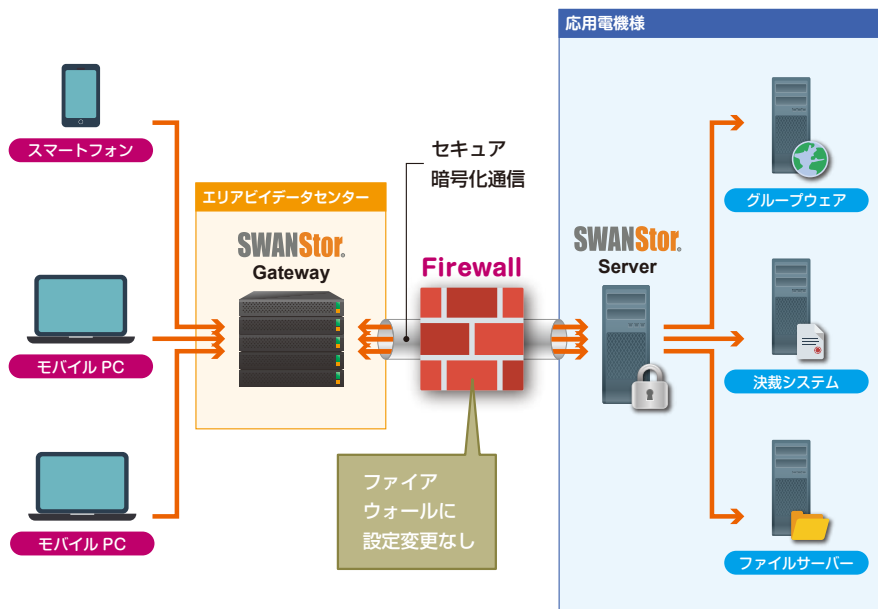 応用電機様
スマートフォン
モバイル PC
モバイル PC
エリアビイデータセンター
SWANStor.
Gateway
セキュア
暗号化通信
Firewall
ファイア
ウォールに
設定変更なし
SWANStor.
Server
グループウェア
決裁システム
ファイルサーバー